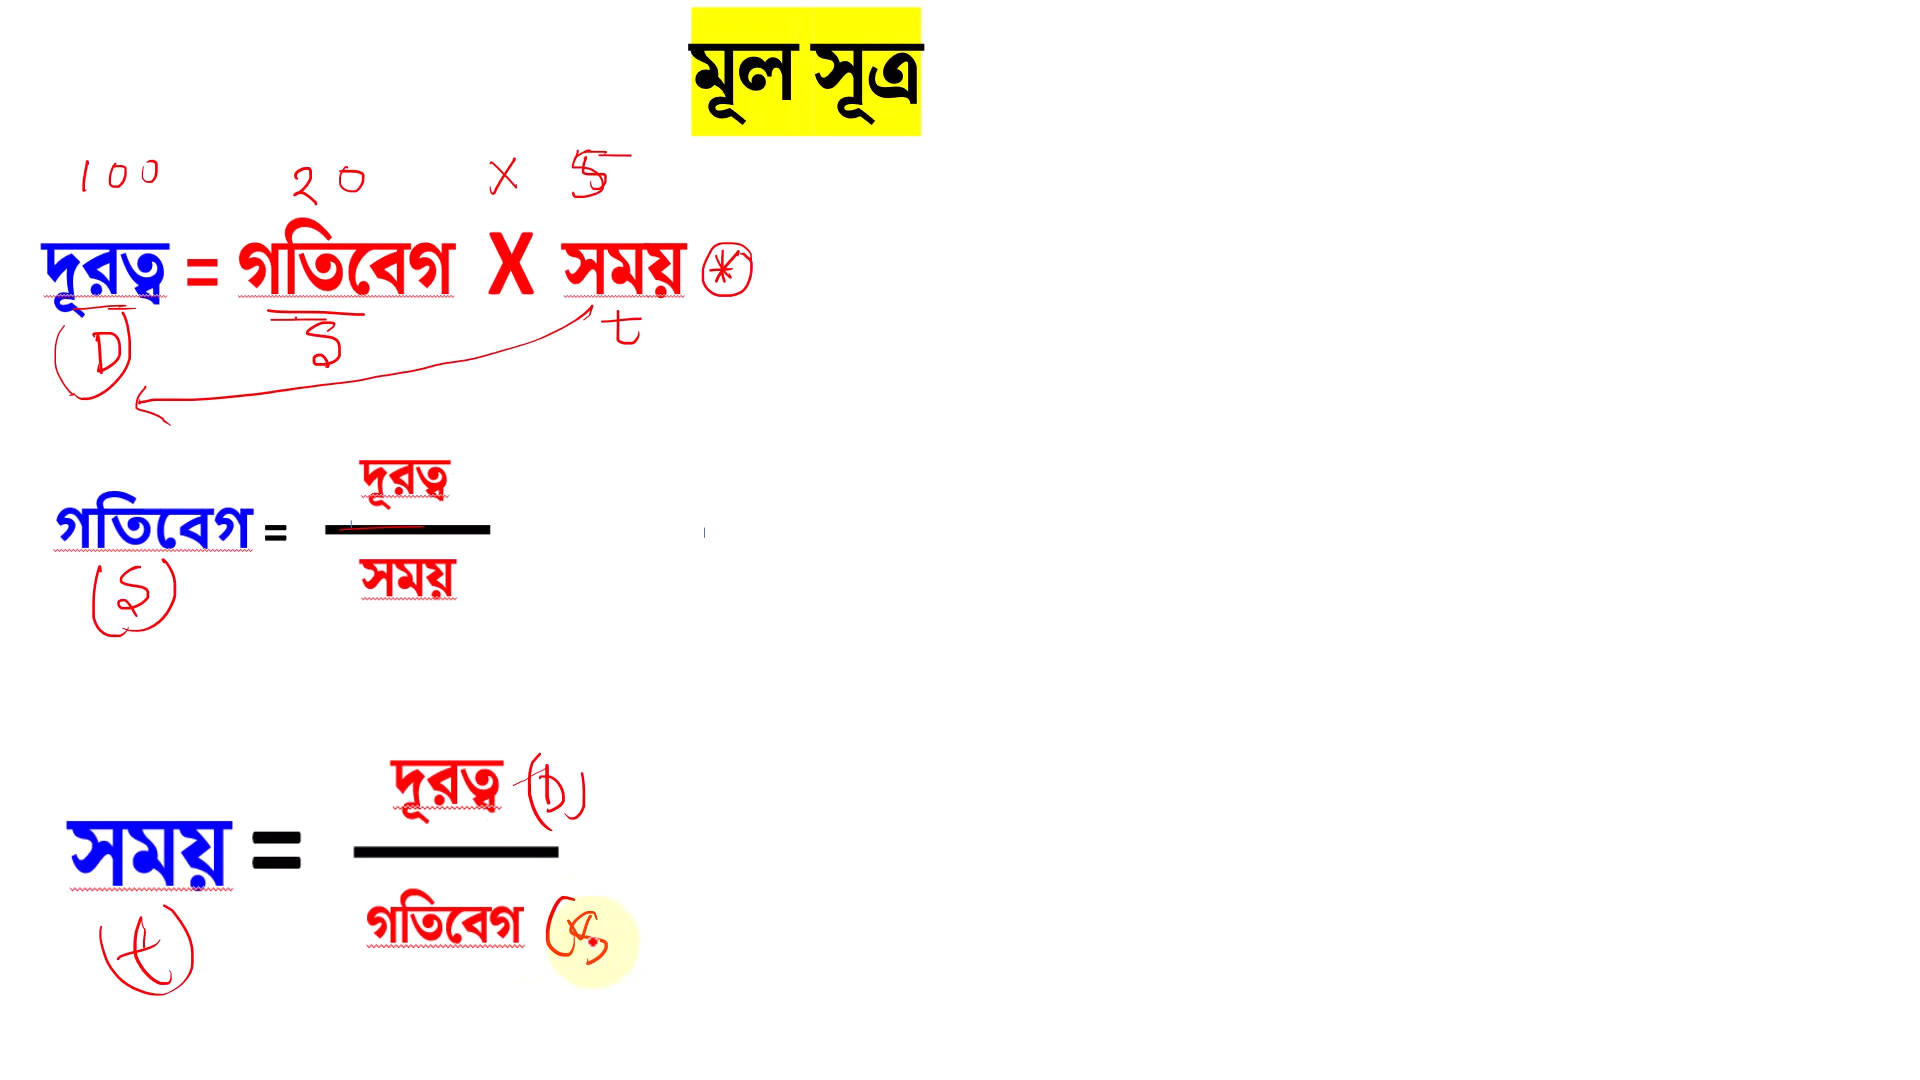 মূল সূত্র
100 20 X 5
দূরত্ব = গতিবেগ X সময় *
D S t
গতিবেগ = দূরত্ব
সময়
(S)
সময় = দূরত্ব (D)
গতিবেগ (S
t